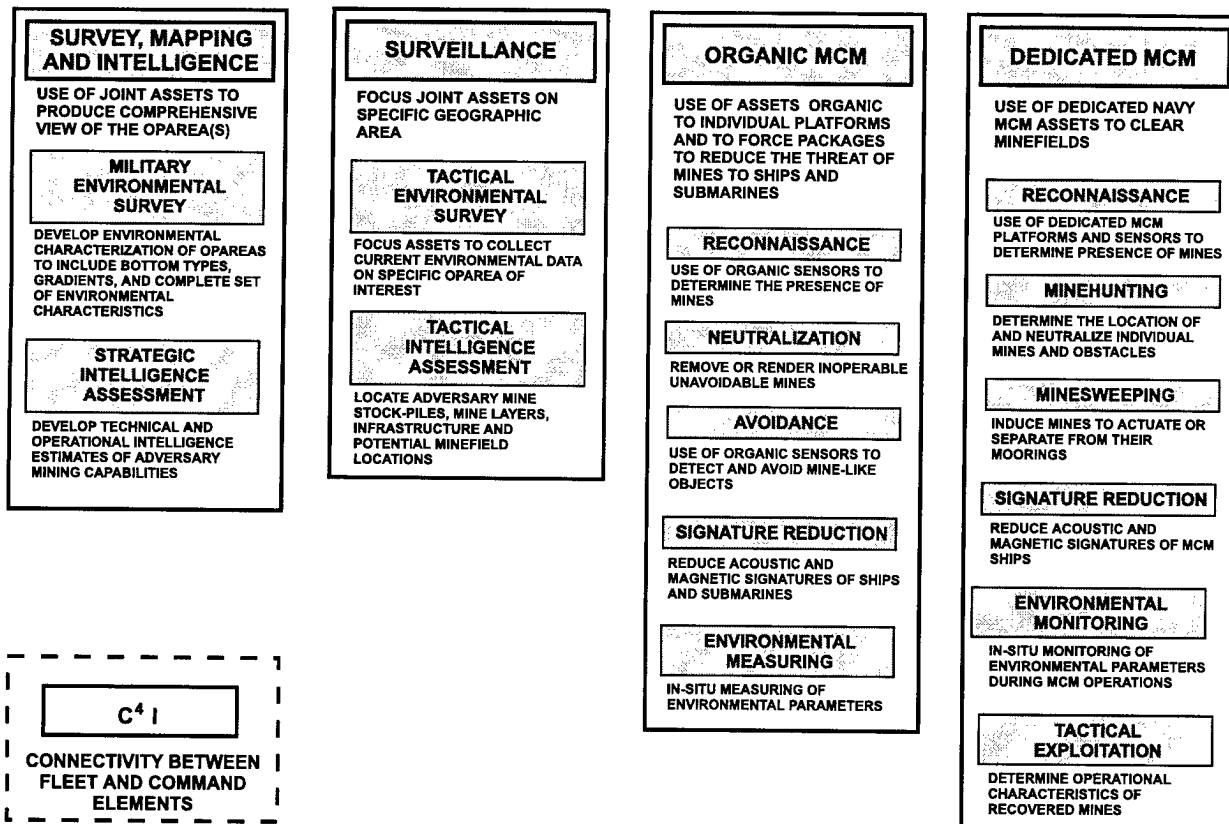 SURVEY, MAPPING
AND INTELLIGENCE
USE OF JOINT ASSETS TO
PRODUCE COMPREHENSIVE
VIEW OF THE OPAREA(S)
MILITARY
ENVIRONMENTAL
SURVEY
DEVELOP ENVIRONMENTAL
CHARACTERIZATION OF OPAREAS
TO INCLUDE BOTTOM TYPES,
GRADIENTS, AND COMPLETE SET
OF ENVIRONMENTAL
CHARACTERISTICS
STRATEGIC
INTELLIGENCE
ASSESSMENT
DEVELOP TECHNICAL AND
OPERATIONAL INTELLIGENCE
ESTIMATES OF ADVERSARY
MINING CAPABILITIES
C⁴ I
CONNECTIVITY BETWEEN
FLEET AND COMMAND
ELEMENTS
SURVEILLANCE
FOCUS JOINT ASSETS ON
SPECIFIC GEOGRAPHIC
AREA
TACTICAL
ENVIRONMENTAL
SURVEY
FOCUS ASSETS TO COLLECT
CURRENT ENVIRONMENTAL DATA
ON SPECIFIC OPAREA OF
INTEREST
TACTICAL
INTELLIGENCE
ASSESSMENT
LOCATE ADVERSARY MINE
STOCK-PILES, MINE LAYERS,
INFRASTRUCTURE AND
POTENTIAL MINEFIELD
LOCATIONS
ORGANIC MCM
USE OF ASSETS ORGANIC
TO INDIVIDUAL PLATFORMS
AND TO FORCE PACKAGES
TO REDUCE THE THREAT OF
MINES TO SHIPS AND
SUBMARINES
RECONNAISSANCE
USE OF ORGANIC SENSORS TO
DETERMINE THE PRESENCE OF
MINES
NEUTRALIZATION
REMOVE OR RENDER INOPERABLE
UNAVOIDABLE MINES
AVOIDANCE
USE OF ORGANIC SENSORS TO
DETECT AND AVOID MINE-LIKE
OBJECTS
SIGNATURE REDUCTION
REDUCE ACOUSTIC AND
MAGNETIC SIGNATURES OF SHIPS
AND SUBMARINES
ENVIRONMENTAL
MEASURING
IN-SITU MEASURING OF
ENVIRONMENTAL PARAMETERS
DEDICATED MCM
USE OF DEDICATED NAVY
MCM ASSETS TO CLEAR
MINEFIELDS
RECONNAISSANCE
USE OF DEDICATED MCM
PLATFORMS AND SENSORS TO
DETERMINE PRESENCE OF MINES
MINEHUNTING
DETERMINE THE LOCATION OF
AND NEUTRALIZE INDIVIDUAL
MINES AND OBSTACLES
MINESWEEPING
INDUCE MINES TO ACTUATE OR
SEPARATE FROM THEIR
MOORINGS
SIGNATURE REDUCTION
REDUCE ACOUSTIC AND
MAGNETIC SIGNATURES OF MCM
SHIPS
ENVIRONMENTAL
MONITORING
IN-SITU MONITORING OF
ENVIRONMENTAL PARAMETERS
DURING MCM OPERATIONS
TACTICAL
EXPLOITATION
DETERMINE OPERATIONAL
CHARACTERISTICS OF
RECOVERED MINES